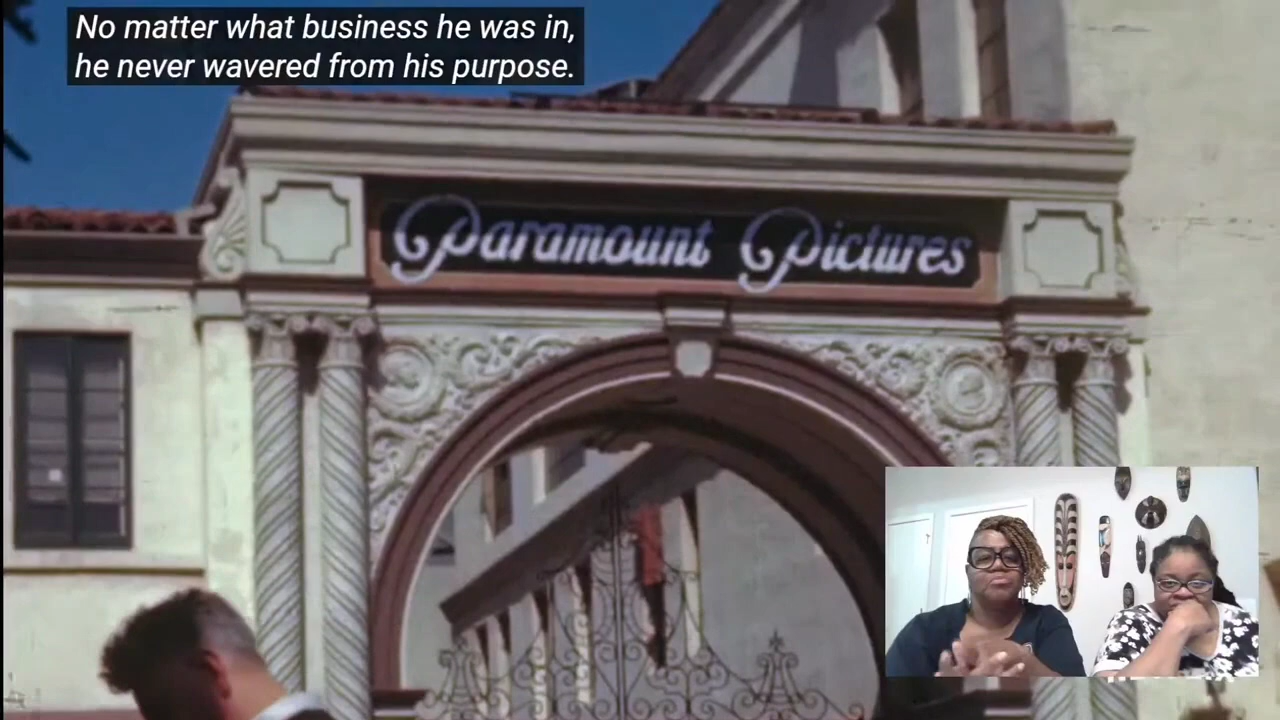 No matter what business he was in,
he never wavered from his purpose.
Paramount Pictures